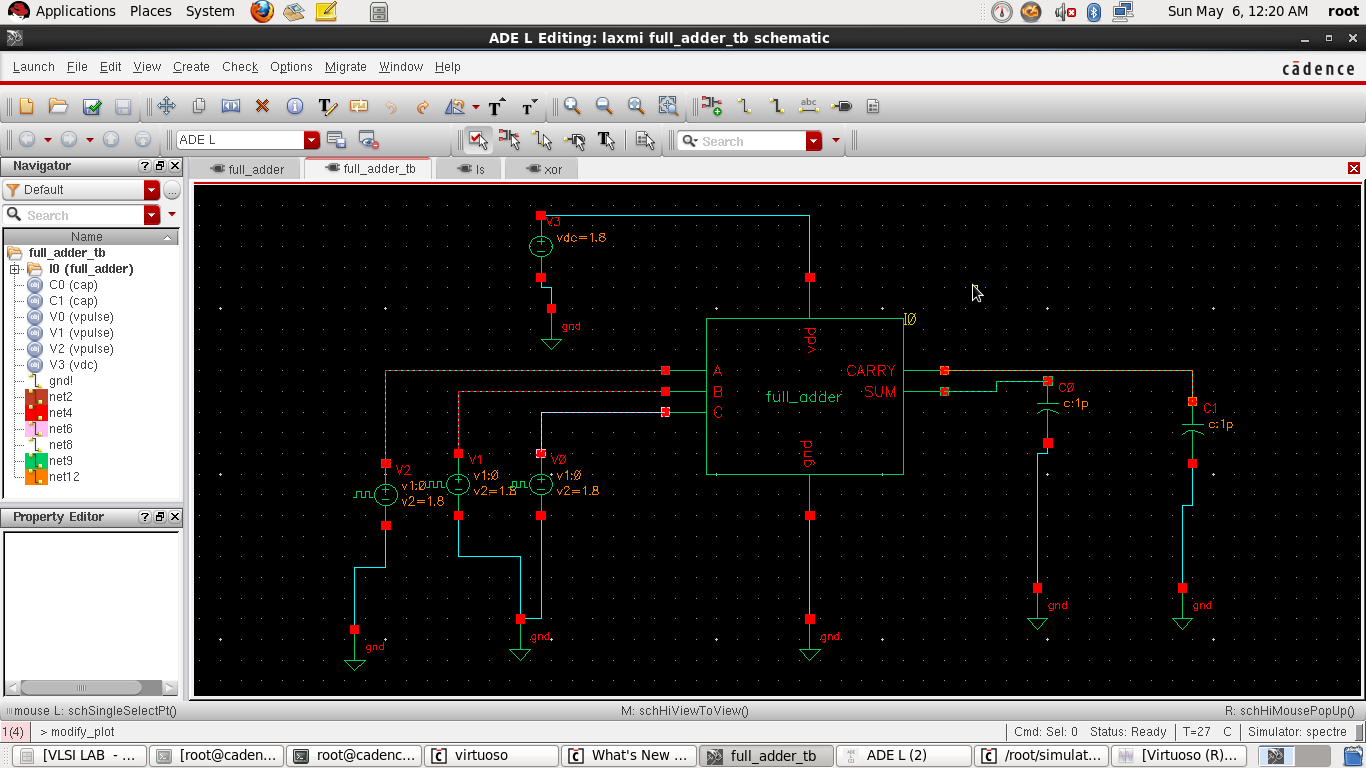 Applications Places System Sun May 6, 12:20 AM root
ADE L Editing: laxmi full_adder_tb schematic
Launch File Edit View Create Check Options Migrate Window Help cādence
abc
ADE L Search
Navigator full_adder full_adder_tb ls xor
Default
Search
Name
full_adder_tb
I0 (full_adder)
C0 (cap)
C1 (cap)
V0 (vpulse)
V1 (vpulse)
V2 (vpulse)
V3 (vdc)
gnd!
net2
net4
net6
net8
net9
net12
Property Editor
V3
vdc=1.8
gnd
I0
vdd
A
B
C
CARRY
SUM
full_adder
gnd
C0
c:1p
C1
c:1p
V2
v1:0
v2=1.8
V1
v1:0
v2=1.8
V0
v1:0
v2=1.8
gnd
gnd
gnd
gnd
gnd
mouse L: schSingleSelectPt() M: schHiViewToView() R: schHiMousePopUp()
1(4) > modify_plot Cmd: Sel: 0 Status: Ready T=27 C Simulator: spectre
[VLSI LAB - ... [root@caden... root@cadenc... virtuoso What's New ... full_adder_tb ADE L (2) /root/simulat... [Virtuoso (R)...